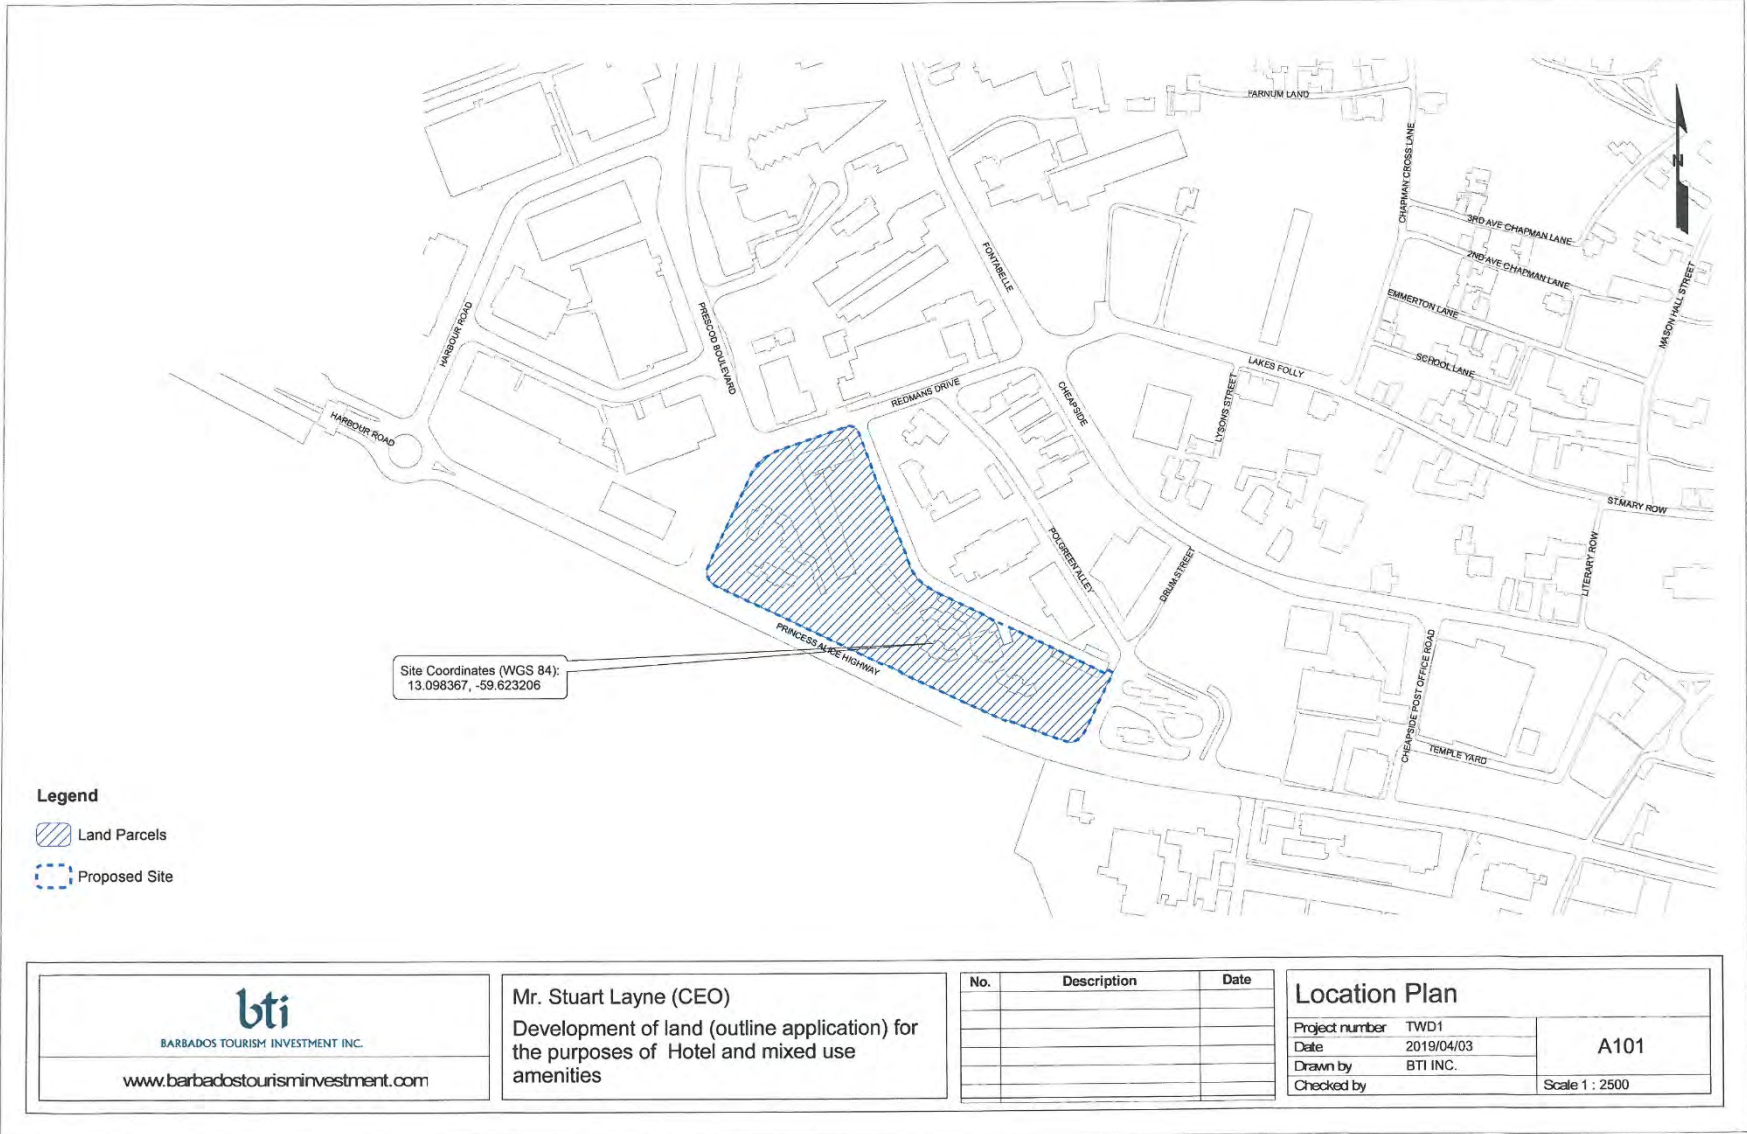 FARNUM LAND
CHAPMAN CROSS LANE
N
3RD AVE CHAPMAN LANE
2ND AVE CHAPMAN LANE
FONTABELLE
EMMERTON LANE
MASON HALL STREET
HARBOUR ROAD
PRESCOD BOULEVARD
SCHOOL LANE
LAKES FOLLY
REDMANS DRIVE
CHEAPSIDE
LYSONS STREET
HARBOUR ROAD
ST.MARY ROW
POLGREEN ALLEY
DRUM STREET
LITERARY ROW
PRINCESS ALICE HIGHWAY
CHEAPSIDE POST OFFICE ROAD
TEMPLE YARD
Site Coordinates (WGS 84):
13.098367, -59.623206
Legend
Land Parcels
Proposed Site
bti
BARBADOS TOURISM INVESTMENT INC.
www.barbadostourisminvestment.com
Mr. Stuart Layne (CEO)
Development of land (outline application) for
the purposes of Hotel and mixed use
amenities
No. Description Date
Location Plan
Project number TWD1
Date 2019/04/03
Drawn by BTI INC.
Checked by
A101
Scale 1 : 2500